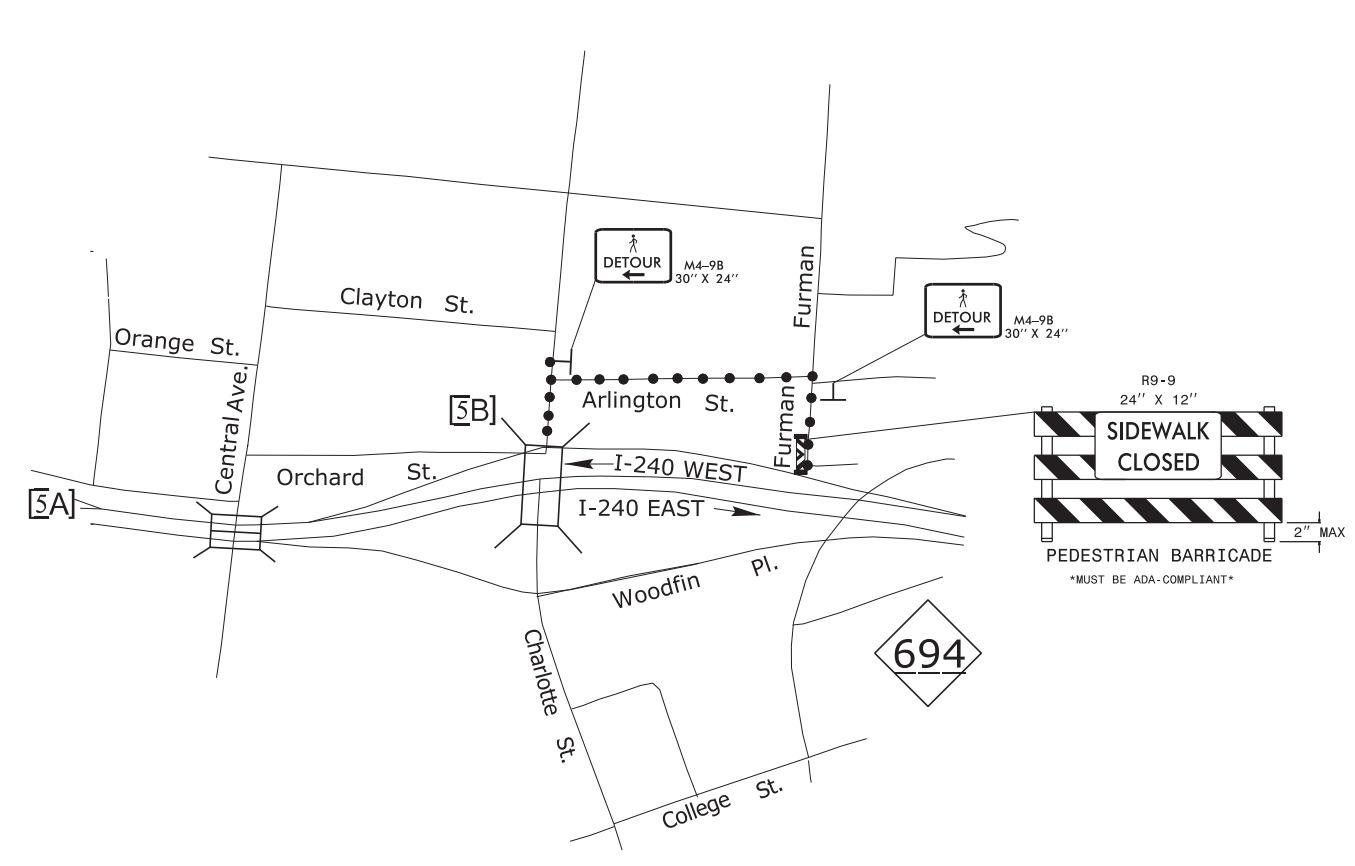 DETOUR
M4–9B
30'' X 24''
Furman
DETOUR
M4–9B
30'' X 24''
Clayton St.
Orange St.
Central Ave.
Arlington St.
Furman
R9-9
24'' X 12''
SIDEWALK
CLOSED
2'' MAX
PEDESTRIAN BARRICADE
*MUST BE ADA-COMPLIANT*
5B
Orchard St.
I-240 WEST
5A
I-240 EAST
Woodfin Pl.
694
Charlotte St.
College St.